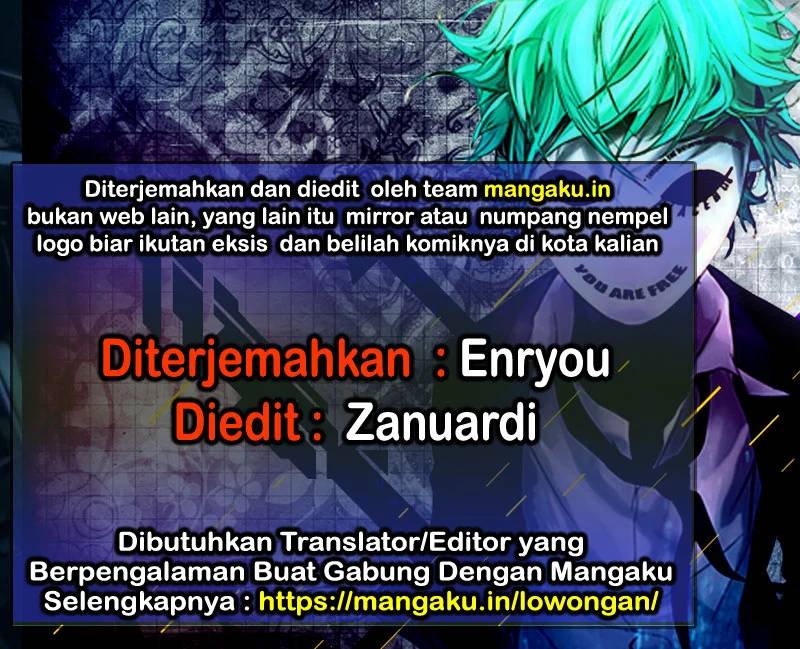 Diterjemahkan dan diedit oleh team mangaku.in
bukan web lain, yang lain itu mirror atau numpang nempel
logo biar ikutan eksis dan belilah komiknya di kota kalian
YOU ARE FREE
Diterjemahkan : Enryou
Diedit : Zanuardi
Dibutuhkan Translator/Editor yang
Berpengalaman Buat Gabung Dengan Mangaku
Selengkapnya : https://mangaku.in/lowongan/